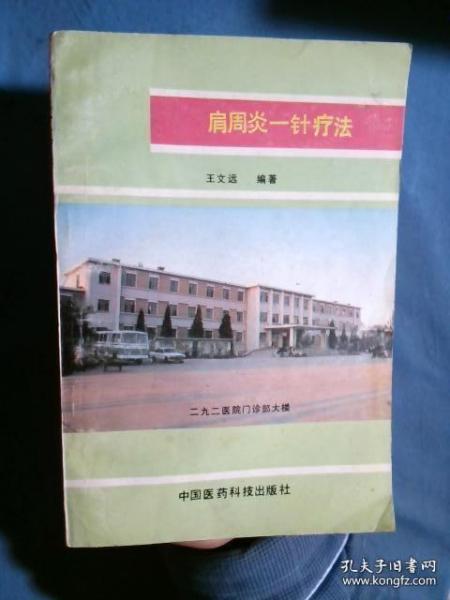 肩周炎一针疗法
王文远 编著
二九二医院门诊部大楼
中国医药科技出版社
孔夫子旧书网
www.kongfz.com